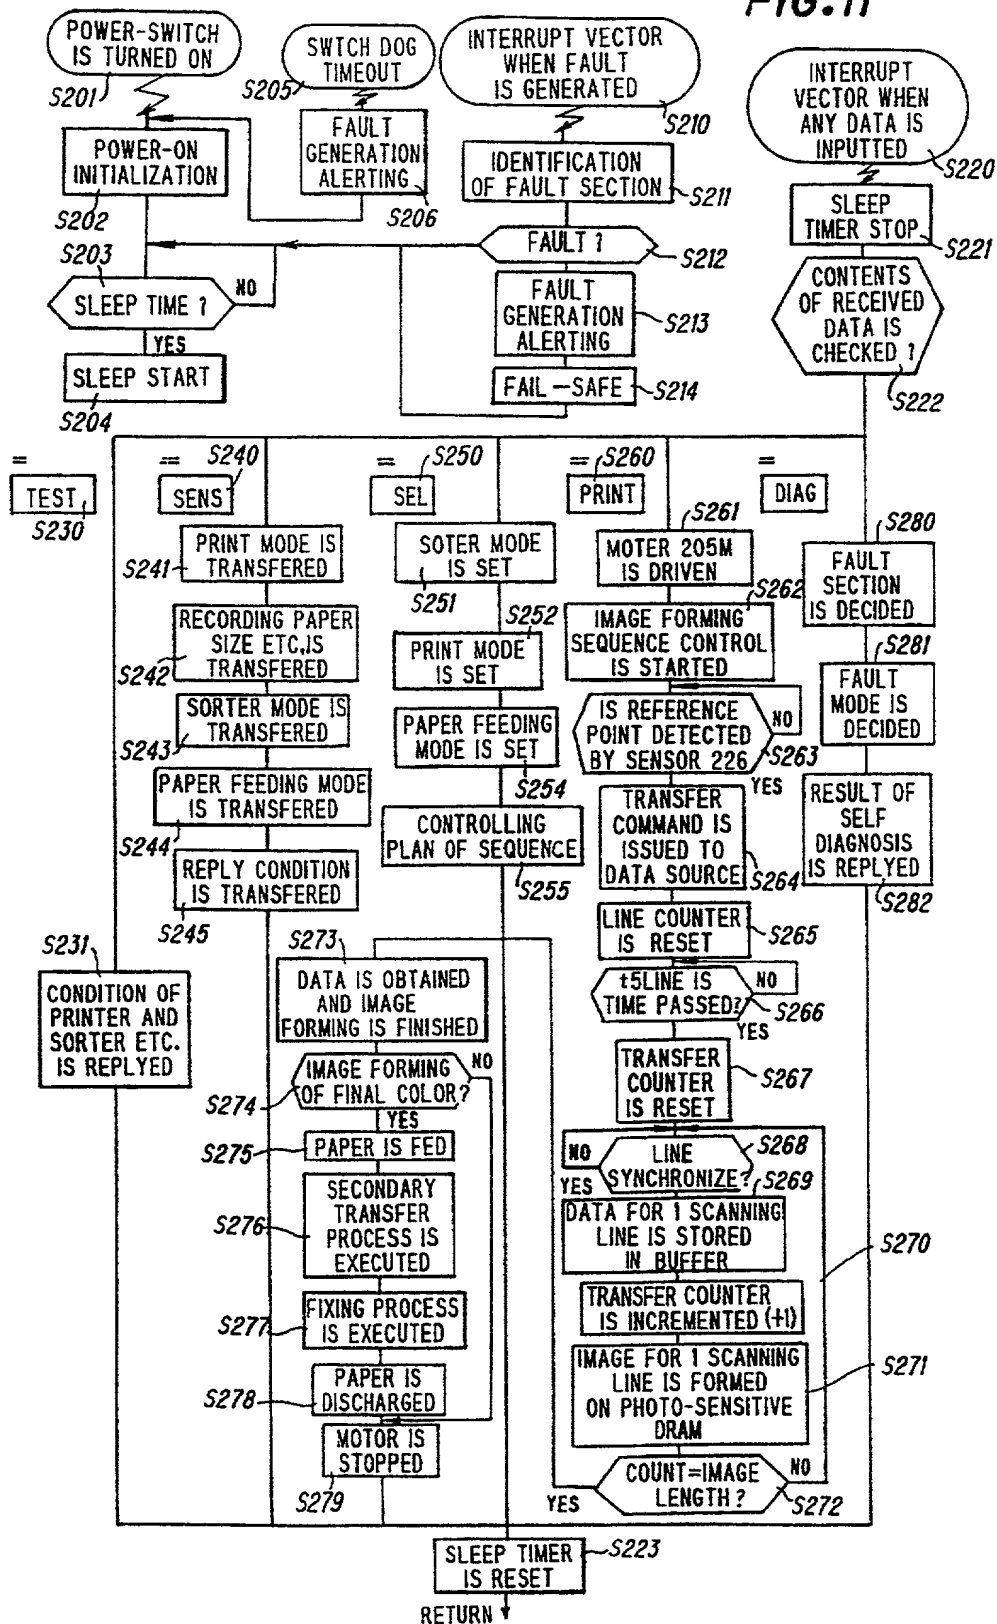 FIG. 11
POWER-SWITCH
IS TURNED ON
S201
SWTCH DOG
TIMEOUT
S205
INTERRUPT VECTOR
WHEN FAULT
IS GENERATED
S210
INTERRUPT
VECTOR WHEN
ANY DATA IS
INPUTTED
S220
POWER-ON
INITIALIZATION
S202
FAULT
GENERATION
ALERTING
S206
IDENTIFICATION
OF FAULT SECTION
S211
SLEEP
TIMER STOP
S221
FAULT ?
S212
S203
SLEEP TIME ?
NO
YES
FAULT
GENERATION
ALERTING
S213
CONTENTS
OF RECEIVED
DATA IS
CHECKED ?
S222
SLEEP START
S204
FAIL-SAFE
S214
=
TEST
S230
=
SENS
S240
=
SEL
S250
=
PRINT
S260
=
DIAG
PRINT MODE IS
TRANSFERED
S241
RECORDING PAPER
SIZE ETC,IS
TRANSFERED
S242
SORTER MODE IS
TRANSFERED
S243
PAPER FEEDING MODE
IS TRANSFERED
S244
REPLY CONDITION
IS TRANSFERED
S245
SOTER MODE
IS SET
S251
S252
PRINT MODE
IS SET
PAPER FEEDING
MODE IS SET
S254
CONTROLLING
PLAN OF SEQUENCE
S255
S261
MOTER 205M
IS DRIVEN
S262
IMAGE FORMING
SEQUENCE CONTROL
IS STARTED
IS REFERENCE
POINT DETECTED
BY SENSOR 226
NO
S263
YES
TRANSFER
COMMAND IS
ISSUED TO
DATA SOURCE
S264
LINE COUNTER
IS RESET
S265
t5LINE IS
TIME PASSED?
NO
S266
YES
TRANSFER
COUNTER
IS RESET
S267
NO
LINE
SYNCHRONIZE?
S268
YES
S269
DATA FOR 1 SCANNING
LINE IS STORED
IN BUFFER
S270
TRANSFER COUNTER
IS INCREMENTED (+1)
IMAGE FOR 1 SCANNING
LINE IS FORMED
ON PHOTO-SENSITIVE
DRAM
S271
COUNT=IMAGE
LENGTH ?
NO
S272
YES
S280
FAULT
SECTION
IS DECIDED
S281
FAULT
MODE IS
DECIDED
RESULT OF
SELF
DIAGNOSIS
IS REPLYED
S282
S231
CONDITION OF
PRINTER AND
SORTER ETC.
IS REPLYED
S273
DATA IS OBTAINED
AND IMAGE
FORMING IS FINISHED
IMAGE FORMING
OF FINAL COLOR?
NO
S274
YES
PAPER IS FED
S275
SECONDARY
TRANSFER
PROCESS IS
EXECUTED
S276
FIXING PROCESS
IS EXECUTED
S277
PAPER IS
DISCHARGED
S278
MOTOR IS
STOPPED
S279
SLEEP TIMER
IS RESET
S223
RETURN